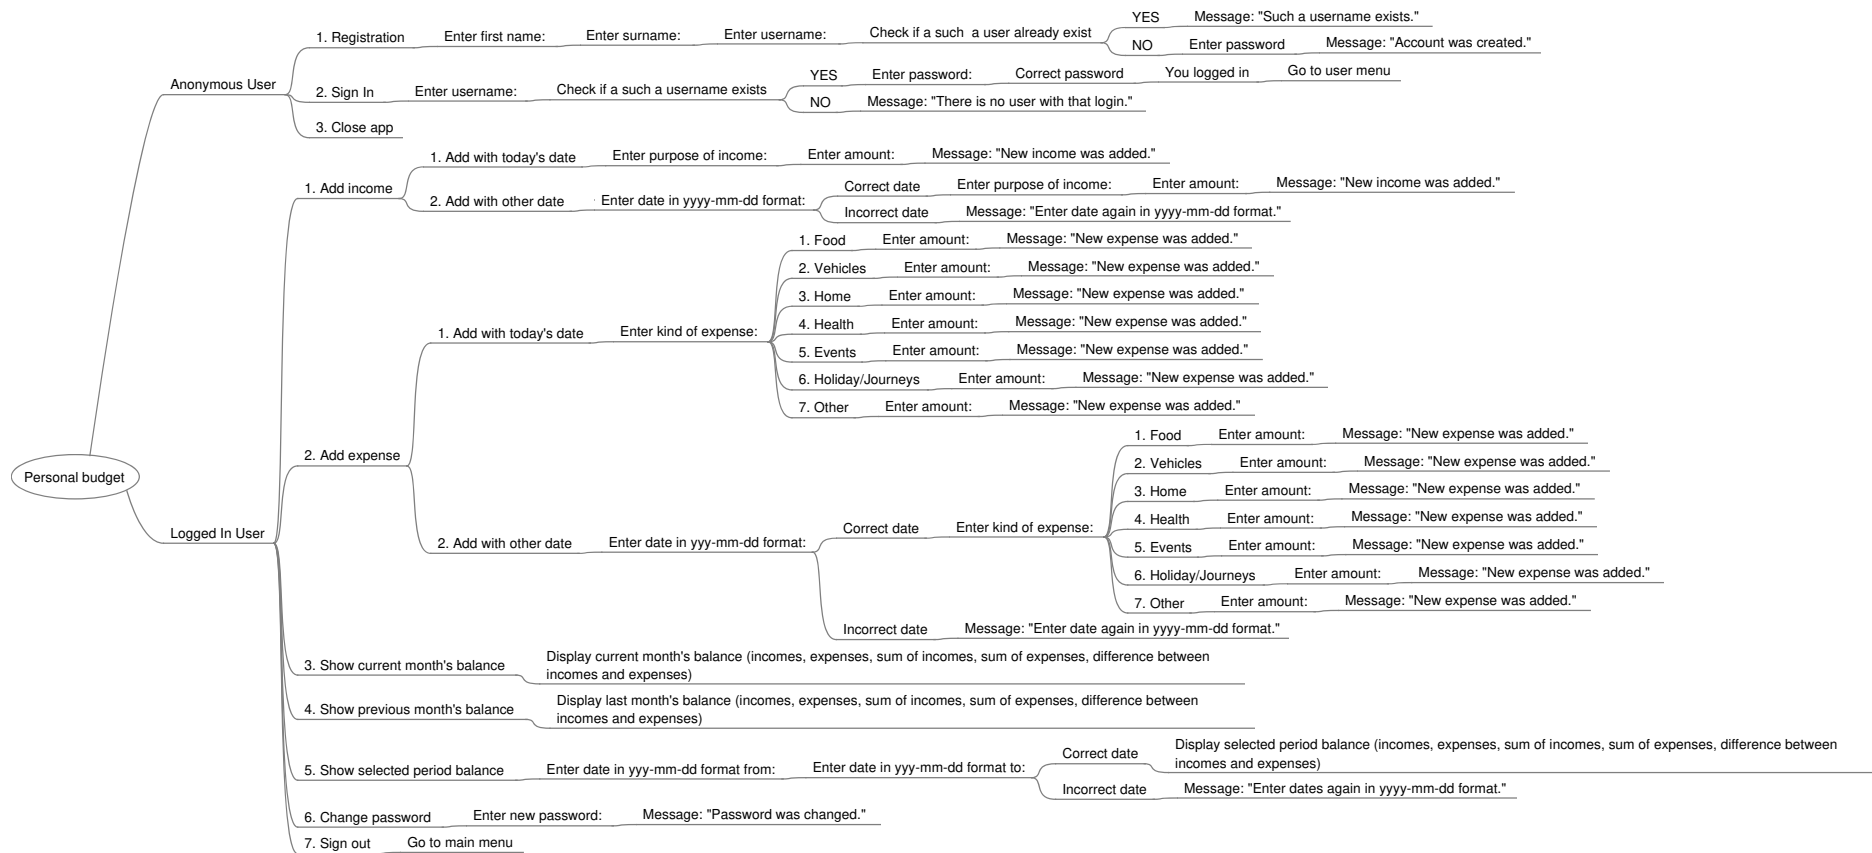 Personal budget
Anonymous User
1. Registration
Enter first name:
Enter surname:
Enter username:
Check if a such  a user already exist
YES
Message: "Such a username exists."
NO
Enter password
Message: "Account was created."
2. Sign In
Enter username:
Check if a such a username exists
YES
Enter password:
Correct password
You logged in
Go to user menu
NO
Message: "There is no user with that login."
3. Close app
Logged In User
1. Add income
1. Add with today's date
Enter purpose of income:
Enter amount:
Message: "New income was added."
2. Add with other date
Enter date in yyyy-mm-dd format:
Correct date
Enter purpose of income:
Enter amount:
Message: "New income was added."
Incorrect date
Message: "Enter date again in yyyy-mm-dd format."
2. Add expense
1. Add with today's date
Enter kind of expense:
1. Food
Enter amount:
Message: "New expense was added."
2. Vehicles
Enter amount:
Message: "New expense was added."
3. Home
Enter amount:
Message: "New expense was added."
4. Health
Enter amount:
Message: "New expense was added."
5. Events
Enter amount:
Message: "New expense was added."
6. Holiday/Journeys
Enter amount:
Message: "New expense was added."
7. Other
Enter amount:
Message: "New expense was added."
2. Add with other date
Enter date in yyy-mm-dd format:
Correct date
Enter kind of expense:
1. Food
Enter amount:
Message: "New expense was added."
2. Vehicles
Enter amount:
Message: "New expense was added."
3. Home
Enter amount:
Message: "New expense was added."
4. Health
Enter amount:
Message: "New expense was added."
5. Events
Enter amount:
Message: "New expense was added."
6. Holiday/Journeys
Enter amount:
Message: "New expense was added."
7. Other
Enter amount:
Message: "New expense was added."
Incorrect date
Message: "Enter date again in yyyy-mm-dd format."
3. Show current month's balance
Display current month's balance (incomes, expenses, sum of incomes, sum of expenses, difference between
incomes and expenses)
4. Show previous month's balance
Display last month's balance (incomes, expenses, sum of incomes, sum of expenses, difference between
incomes and expenses)
5. Show selected period balance
Enter date in yyy-mm-dd format from:
Enter date in yyy-mm-dd format to:
Correct date
Display selected period balance (incomes, expenses, sum of incomes, sum of expenses, difference between
incomes and expenses)
Incorrect date
Message: "Enter dates again in yyyy-mm-dd format."
6. Change password
Enter new password:
Message: "Password was changed."
7. Sign out
Go to main menu